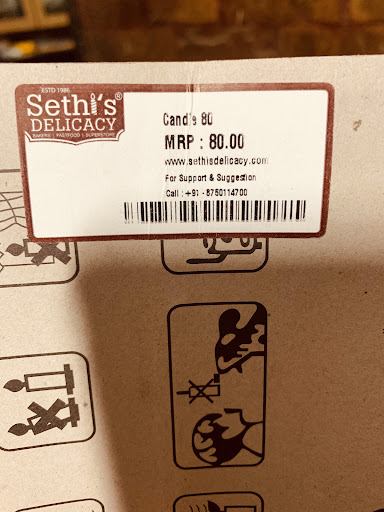 ESTD 1986
Sethi's®
DELICACY
BAKERY | FASTFOOD | SUPERSTORE
Candle 80
MRP : 80.00
www.sethisdelicacy.com
For Support & Suggestion
Call : +91 - 8750114700